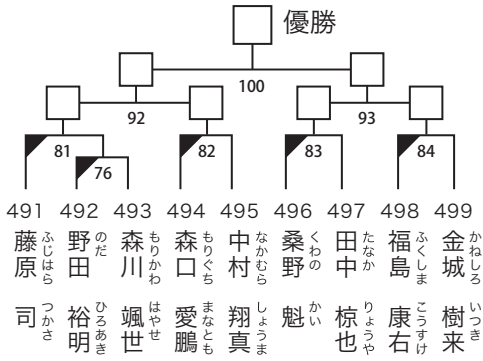 優勝
100
92
93
81
82
83
84
76
491
492
493
494
495
496
497
498
499
藤原 司
ふじはら つかさ
野田 裕明
のだ ひろあき
森川 颯世
もりかわ はやせ
森口 愛鵬
もりぐち まなとも
中村 翔真
なかむら しょうま
桑野 魁
くわの かい
田中 椋也
たなか りょうや
福島 康右
ふくしま こうすけ
金城 樹来
かねしろ いつき